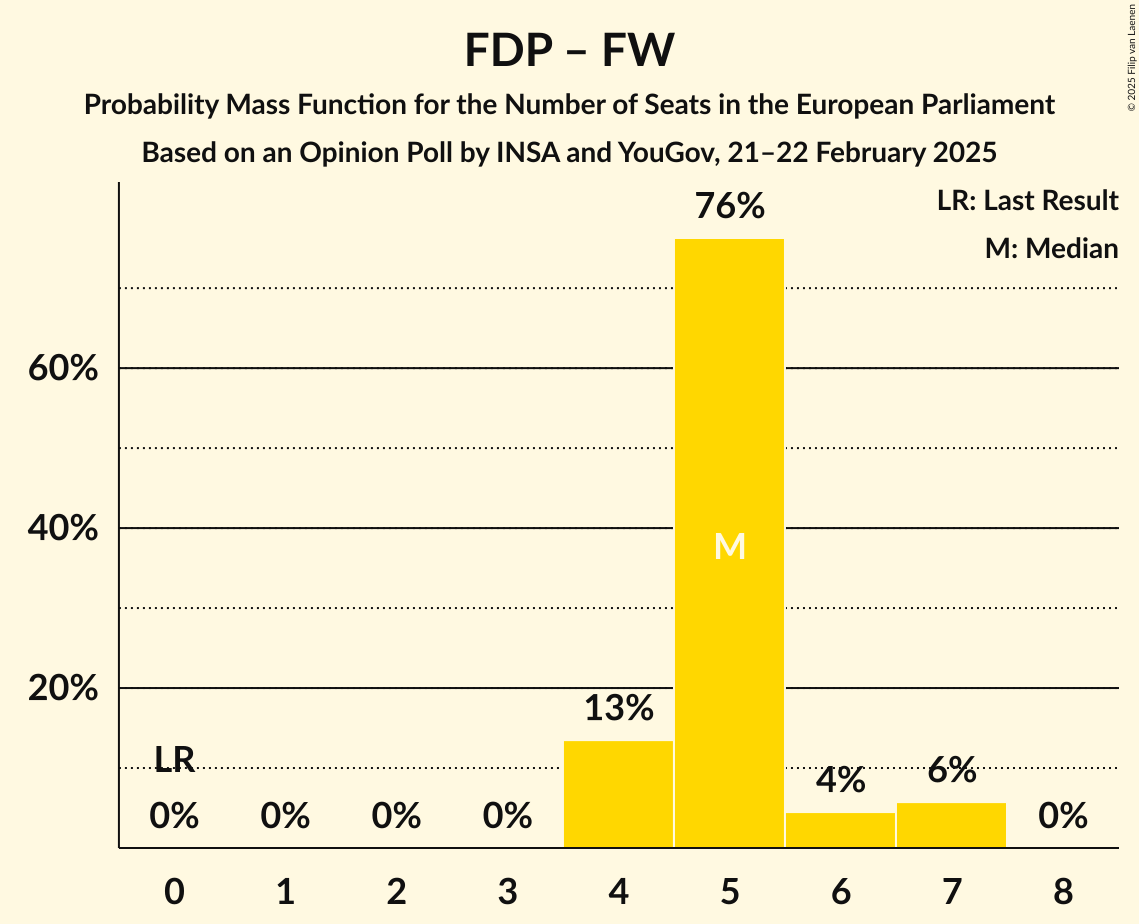 FDP – FW
Probability Mass Function for the Number of Seats in the European Parliament
Based on an Opinion Poll by INSA and YouGov, 21–22 February 2025
© 2025 Filip van Laenen
LR: Last Result
M: Median
76%
60%
40%
M
20%
13%
LR
4%
6%
0%
0%
0%
0%
0%
0 1 2 3 4 5 6 7 8